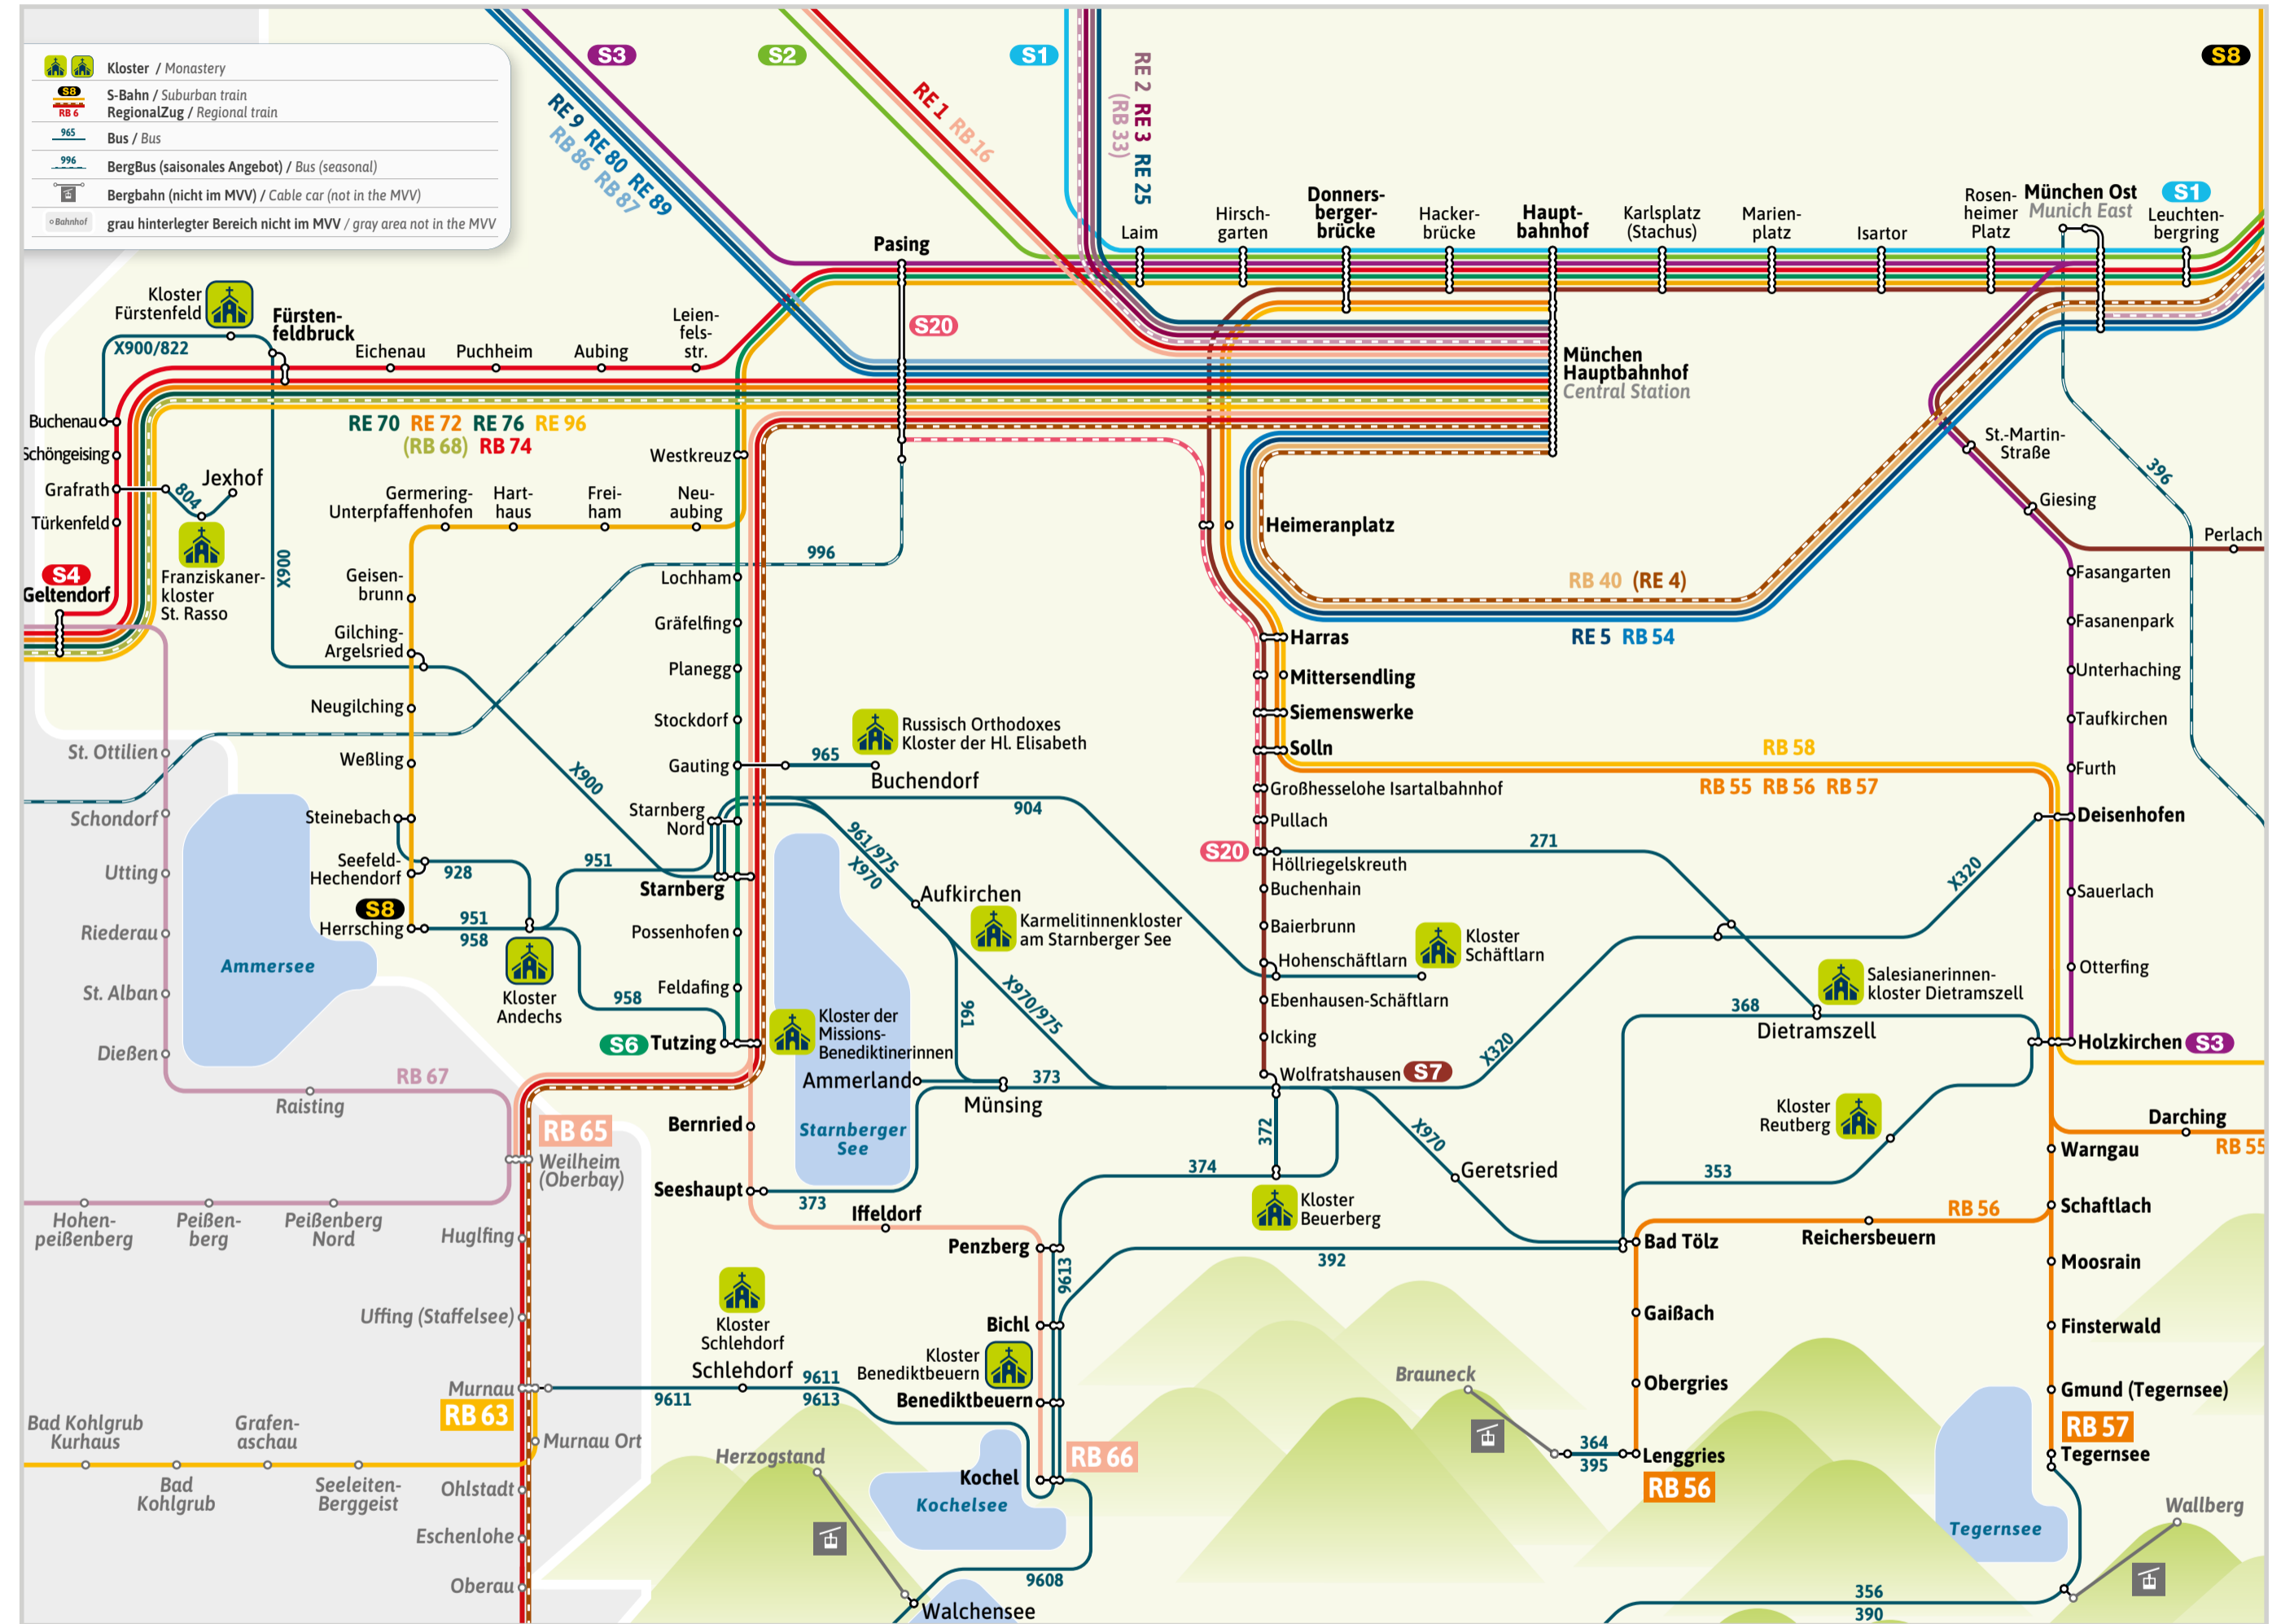 Kloster / Monastery
S8
S-Bahn / Suburban train
RB 6
RegionalZug / Regional train
965
Bus / Bus
996
BergBus (saisonales Angebot) / Bus (seasonal)
Bergbahn (nicht im MVV) / Cable car (not in the MVV)
Bahnhof
grau hinterlegter Bereich nicht im MVV / gray area not in the MVV
S3
S2
S1
S8
RE 9 RE 80 RE 89
RB 86 RB 87
RE 1 RB 16
RE 2 RE 3 RE 25
(RB 33)
Pasing
Laim
Hirsch-
garten
Donners-
berger-
brücke
Hacker-
brücke
Haupt-
bahnhof
Karlsplatz
(Stachus)
Marien-
platz
Isartor
Rosen-
heimer
Platz
München Ost
Munich East
S1
Leuchten-
bergring
Kloster
Fürstenfeld
X900/822
Fürsten-
feldbruck
Eichenau
Puchheim
Aubing
Leien-
fels-
str.
S20
München
Hauptbahnhof
Central Station
Buchenau
Schöngeising
Grafrath
Türkenfeld
S4
Geltendorf
804
Jexhof
Franziskaner-
kloster
St. Rasso
X900
RE 70 RE 72 RE 76 RE 96
(RB 68) RB 74
Westkreuz
Germering-
Unterpfaffenhofen
Hart-
haus
Frei-
ham
Neu-
aubing
996
Geisen-
brunn
Gilching-
Argelsried
Neugilching
Weßling
Steinebach
Seefeld-
Hechendorf
S8
Herrsching
Lochham
Gräfelfing
Planegg
Stockdorf
Gauting
Starnberg
Nord
Starnberg
Possenhofen
Feldafing
S6 Tutzing
X900
928
951
951
958
958
Kloster
Andechs
Heimeranplatz
RB 40 (RE 4)
RE 5 RB 54
St.-Martin-
Straße
Giesing
396
Perlach
Fasangarten
Fasanenpark
Unterhaching
Taufkirchen
Furth
Deisenhofen
Sauerlach
Otterfing
Holzkirchen S3
Harras
Mittersendling
Siemenswerke
Solln
RB 58
RB 55 RB 56 RB 57
Großhesselohe Isartalbahnhof
Pullach
S20
Höllriegelskreuth
271
Buchenhain
Baierbrunn
Hohenschäftlarn
Kloster
Schäftlarn
Ebenhausen-Schäftlarn
Icking
Wolfratshausen S7
965
Russisch Orthodoxes
Kloster der Hl. Elisabeth
Buchendorf
904
961/975
X970
Aufkirchen
Karmelitinnenkloster
am Starnberger See
961
X970/975
Kloster der
Missions-
Benediktinerinnen
Ammerland
Münsing
373
Starnberger
See
373
X320
X320
Salesianerinnen-
kloster Dietramszell
368
Dietramszell
Kloster
Reutberg
353
372
374
X970
Geretsried
Kloster
Beuerberg
392
St. Ottilien
Schondorf
Utting
Riederau
St. Alban
Dießen
Ammersee
RB 67
Raisting
RB 65
Weilheim
(Oberbay)
Hohen-
peißenberg
Peißen-
berg
Peißenberg
Nord
Huglfing
Uffing (Staffelsee)
Murnau
RB 63
Murnau Ort
Bad Kohlgrub
Kurhaus
Bad
Kohlgrub
Grafen-
aschau
Seeleiten-
Berggeist
Ohlstadt
Eschenlohe
Oberau
Bernried
Seeshaupt
Iffeldorf
Penzberg
9613
Bichl
Kloster
Benediktbeuern
Benediktbeuern
Kochel
RB 66
Kochelsee
Kloster
Schlehdorf
Schlehdorf
9611
9611
9613
Herzogstand
9608
Walchensee
Bad Tölz
Gaißach
Obergries
Lenggries
RB 56
Brauneck
364
395
Reichersbeuern
RB 56
Darching
RB 55
Warngau
Schaftlach
Moosrain
Finsterwald
Gmund (Tegernsee)
RB 57
Tegernsee
Tegernsee
Wallberg
356
390